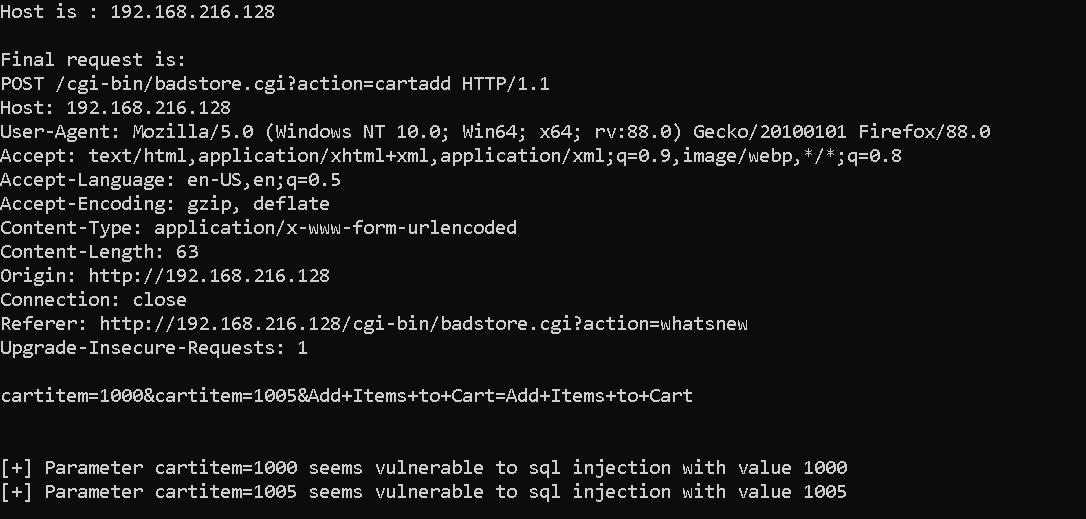 Host is : 192.168.216.128
Final request is:
POST /cgi-bin/badstore.cgi?action=cartadd HTTP/1.1
Host: 192.168.216.128
User-Agent: Mozilla/5.0 (Windows NT 10.0; Win64; x64; rv:88.0) Gecko/20100101 Firefox/88.0
Accept: text/html,application/xhtml+xml,application/xml;q=0.9,image/webp,*/*;q=0.8
Accept-Language: en-US,en;q=0.5
Accept-Encoding: gzip, deflate
Content-Type: application/x-www-form-urlencoded
Content-Length: 63
Origin: http://192.168.216.128
Connection: close
Referer: http://192.168.216.128/cgi-bin/badstore.cgi?action=whatsnew
Upgrade-Insecure-Requests: 1
cartitem=1000&cartitem=1005&Add+Items+to+Cart=Add+Items+to+Cart
[+] Parameter cartitem=1000 seems vulnerable to sql injection with value 1000
[+] Parameter cartitem=1005 seems vulnerable to sql injection with value 1005